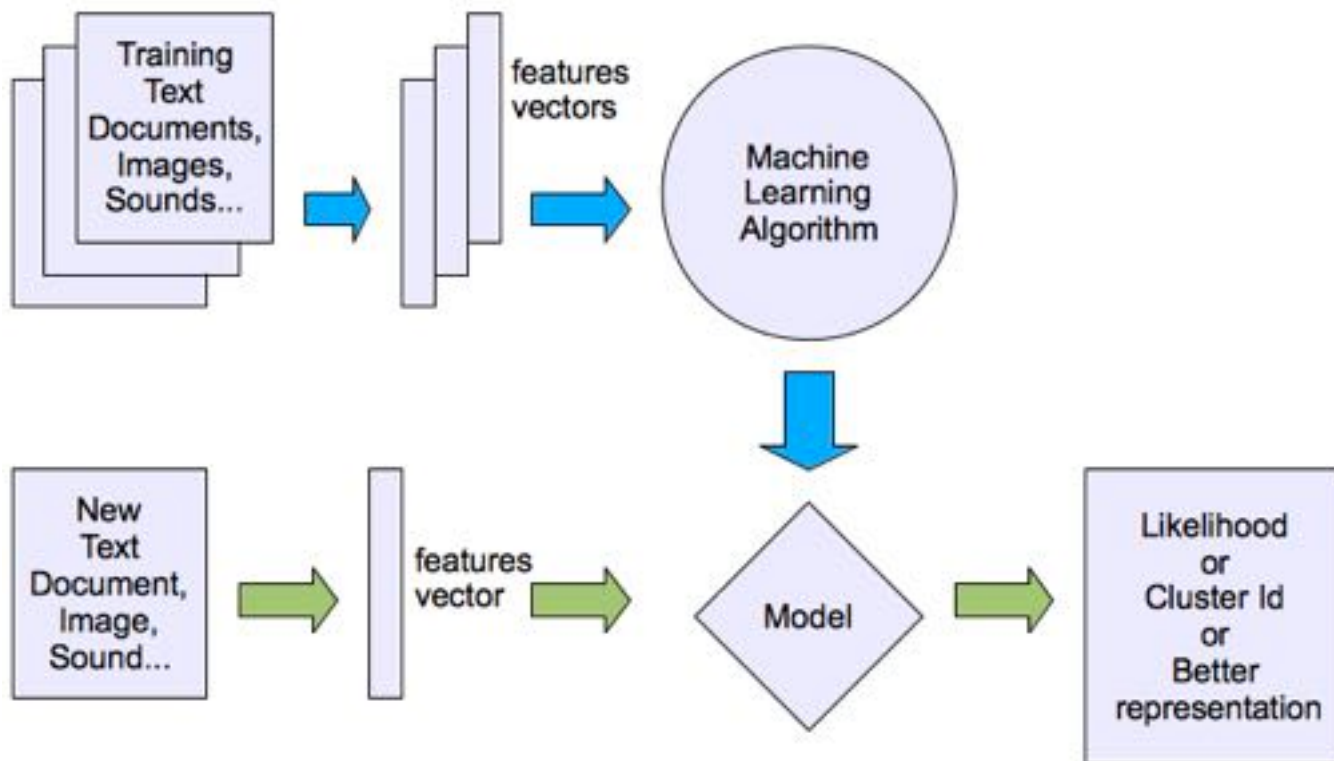 Training
Text
Documents,
Images,
Sounds...
features
vectors
Machine
Learning
Algorithm
New
Text
Document,
Image,
Sound...
features
vector
Model
Likelihood
or
Cluster Id
or
Better
representation